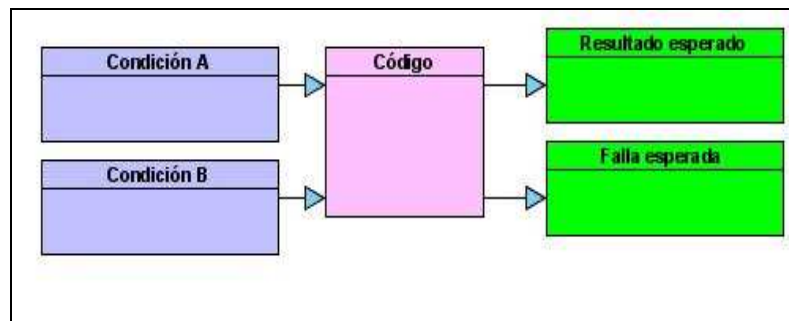 Condición A
Código
Resultado esperado
Condición B
Falla esperada